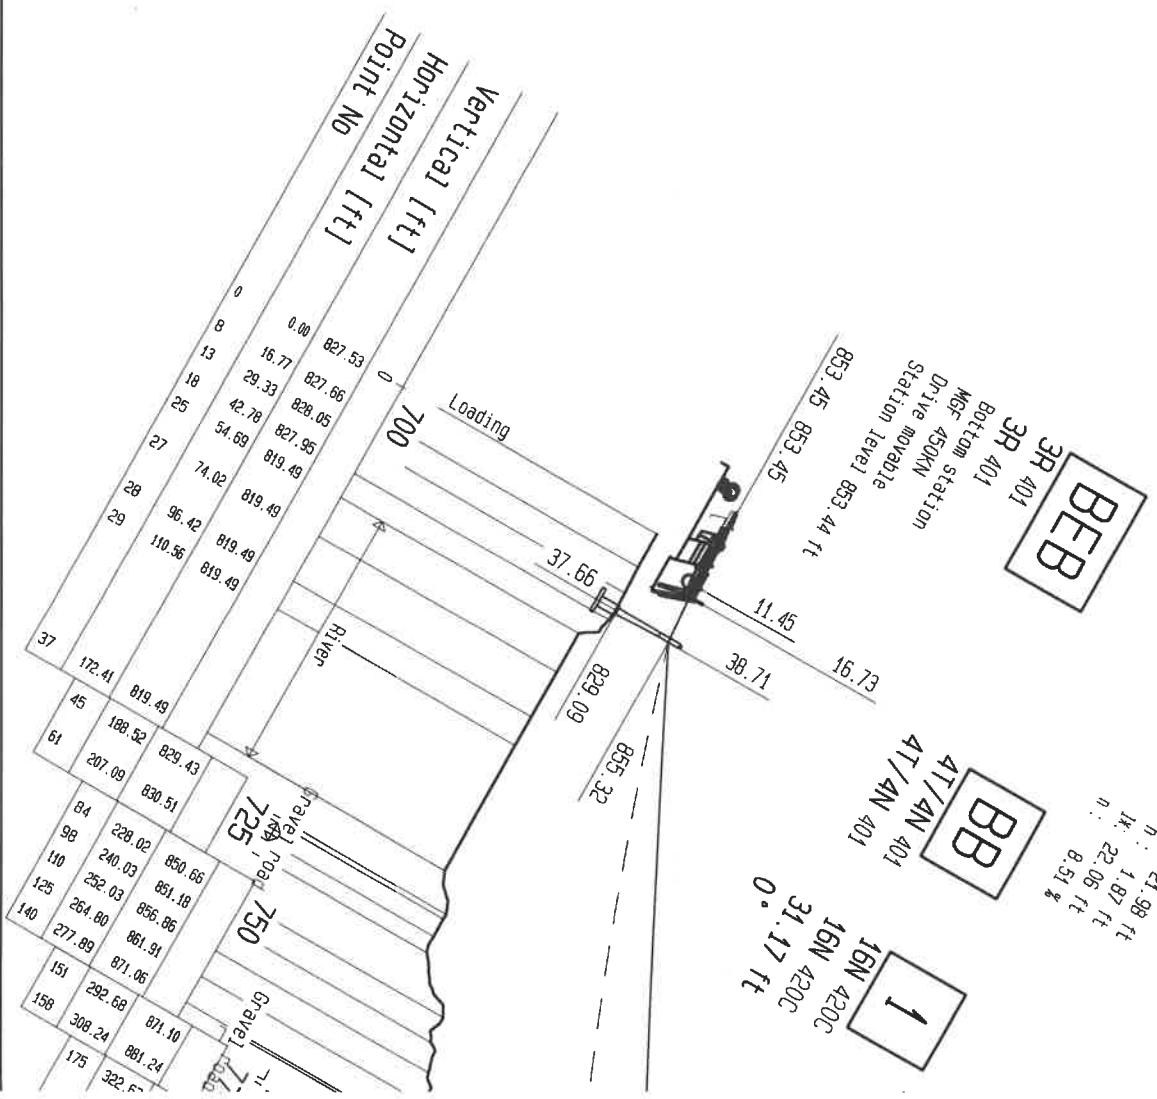 BEB
3R 401
3R 401
Bottom station
MGF 450KN
Drive movable
Station level 853.44 ft
853.45 853.45
11.45
16.73
38.71
37.66
829.09
855.32
lk: 1.87 ft
22.06 ft
n : 8.51 %
BB
4T/4N 401
4T/4N 401
1
16N 420C
16N 420C
31.17 ft
0°
Loading
700
0
River
Gravel road
725
750
Gravel
road
Vertical [ft]
827.53 827.66 828.05 827.95 819.49 819.49 819.49 819.49 819.49 829.43 830.51 850.66 851.18 856.86 861.91 871.06 871.10 881.24
Horizontal [ft]
0.00 16.77 29.33 42.78 54.69 74.02 96.42 110.56 172.41 188.52 207.09 228.02 240.03 252.03 264.80 277.89 292.68 308.24
Point No
0 8 13 18 25 27 28 29 37 45 61 84 98 110 125 140 151 158 175